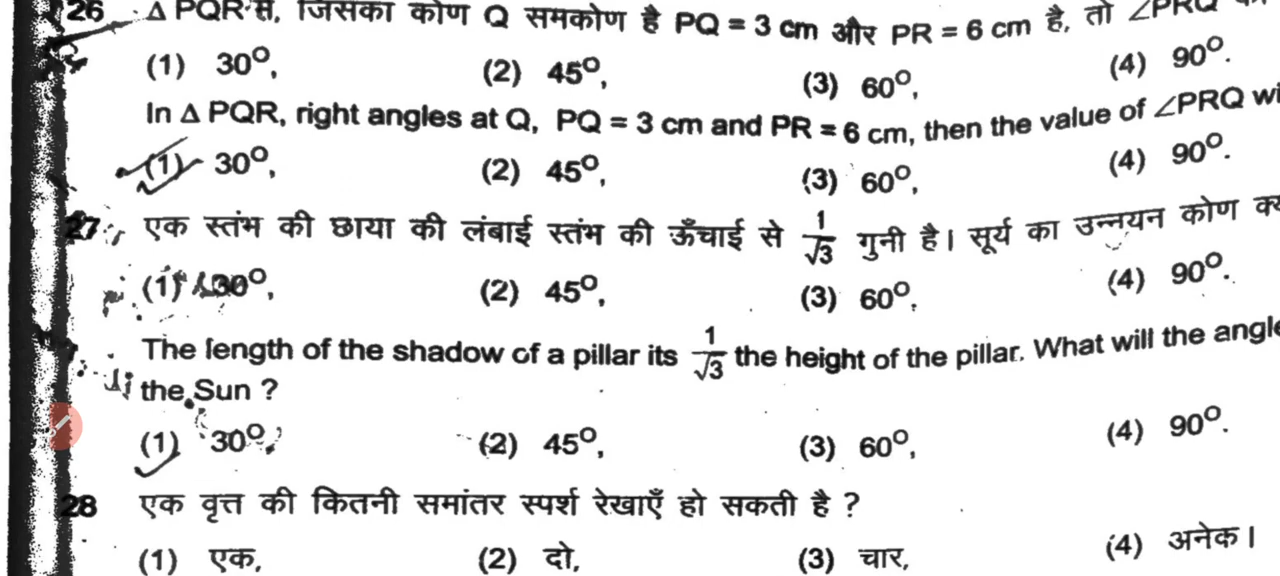 26 Δ PQR में, जिसका कोण Q समकोण है PQ = 3 cm और PR = 6 cm है, तो ∠PRQ
(1) 30°, (2) 45°, (3) 60°, (4) 90°.
In Δ PQR, right angles at Q, PQ = 3 cm and PR = 6 cm, then the value of ∠PRQ wi
(1) 30°, (2) 45°, (3) 60°, (4) 90°.
27 एक स्तंभ की छाया की लंबाई स्तंभ की ऊँचाई से 1/√3 गुनी है। सूर्य का उन्नयन कोण क्य
(1) 30°, (2) 45°, (3) 60°, (4) 90°.
The length of the shadow of a pillar its 1/√3 the height of the pillar. What will the angle
the Sun ?
(1) 30°, (2) 45°, (3) 60°, (4) 90°.
28 एक वृत्त की कितनी समांतर स्पर्श रेखाएँ हो सकती है ?
(1) एक, (2) दो, (3) चार, (4) अनेक।